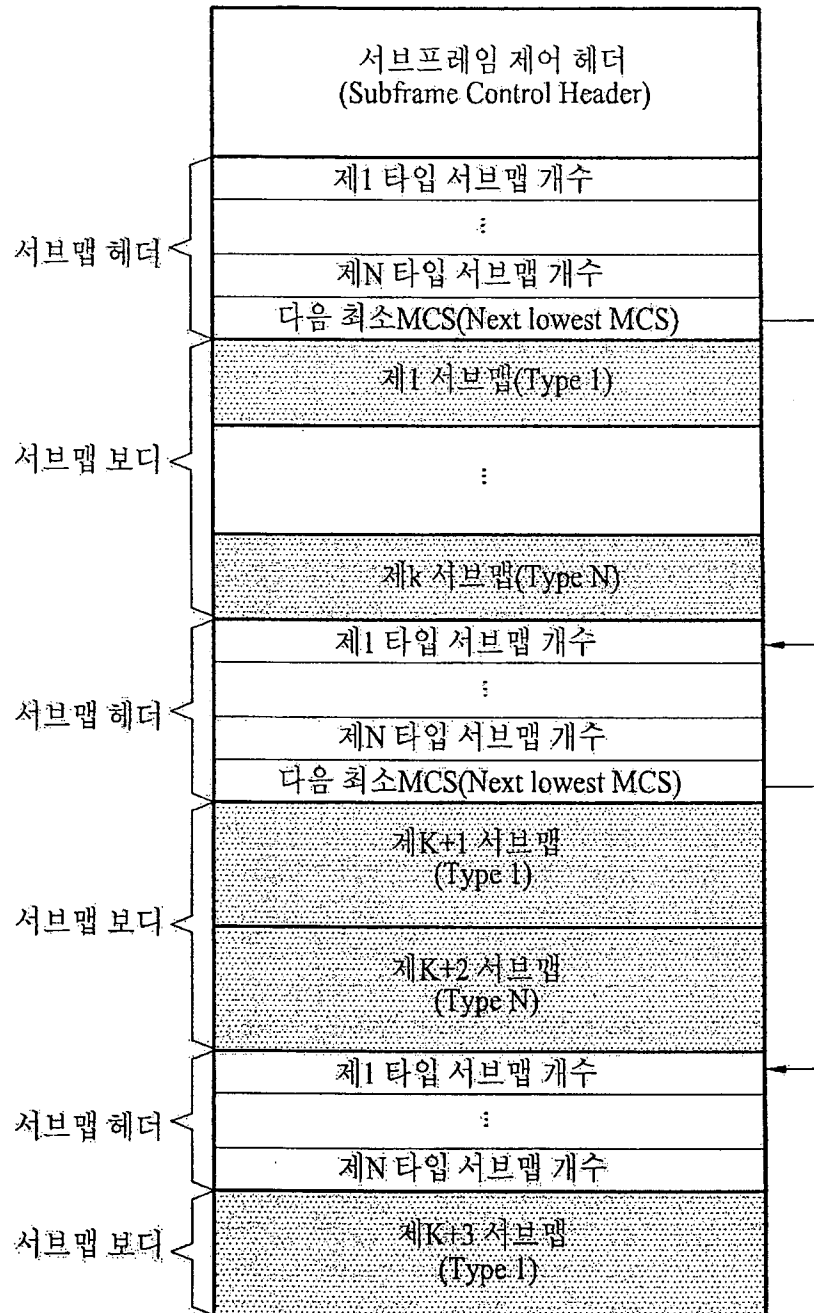 서브프레임 제어 헤더
(Subframe Control Header)
서브맵 헤더
제1 타입 서브맵 개수
⋮
제N 타입 서브맵 개수
다음 최소MCS(Next lowest MCS)
서브맵 보디
제1 서브맵(Type 1)
⋮
제k 서브맵(Type N)
서브맵 헤더
제1 타입 서브맵 개수
⋮
제N 타입 서브맵 개수
다음 최소MCS(Next lowest MCS)
서브맵 보디
제K+1 서브맵
(Type 1)
제K+2 서브맵
(Type N)
서브맵 헤더
제1 타입 서브맵 개수
⋮
제N 타입 서브맵 개수
서브맵 보디
제K+3 서브맵
(Type 1)